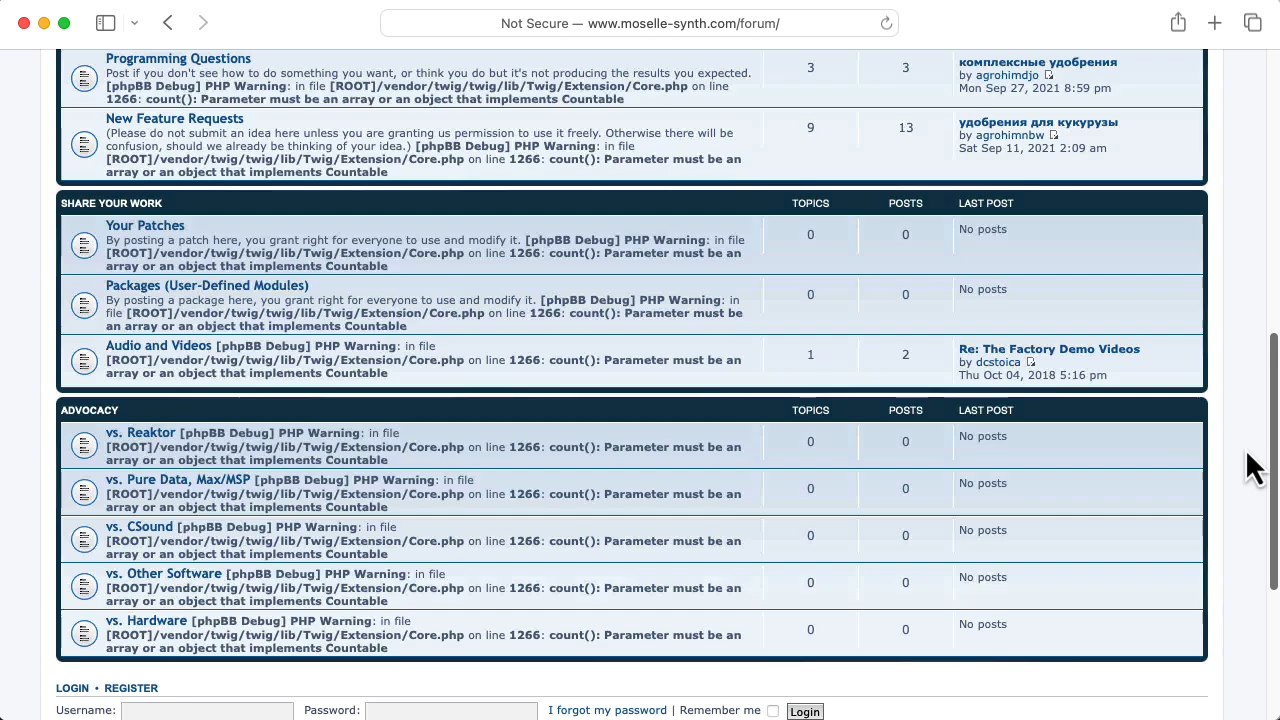 Not Secure — www.moselle-synth.com/forum/
Programming Questions
Post if you don't see how to do something you want, or think you do but it's not producing the results you expected.
[phpBB Debug] PHP Warning: in file [ROOT]/vendor/twig/twig/lib/Twig/Extension/Core.php on line
1266: count(): Parameter must be an array or an object that implements Countable
3
3
комплексные удобрения
by agrohimdjo
Mon Sep 27, 2021 8:59 pm
New Feature Requests
(Please do not submit an idea here unless you are granting us permission to use it freely. Otherwise there will be
confusion, should we already be thinking of your idea.) [phpBB Debug] PHP Warning: in file
[ROOT]/vendor/twig/twig/lib/Twig/Extension/Core.php on line 1266: count(): Parameter must be an
array or an object that implements Countable
9
13
удобрения для кукурузы
by agrohimnbw
Sat Sep 11, 2021 2:09 am
SHARE YOUR WORK TOPICS POSTS LAST POST
Your Patches
By posting a patch here, you grant right for everyone to use and modify it. [phpBB Debug] PHP Warning: in file
[ROOT]/vendor/twig/twig/lib/Twig/Extension/Core.php on line 1266: count(): Parameter must be an
array or an object that implements Countable
0
0
No posts
Packages (User-Defined Modules)
By posting a package here, you grant right for everyone to use and modify it. [phpBB Debug] PHP Warning: in
file [ROOT]/vendor/twig/twig/lib/Twig/Extension/Core.php on line 1266: count(): Parameter must be
an array or an object that implements Countable
0
0
No posts
Audio and Videos [phpBB Debug] PHP Warning: in file
[ROOT]/vendor/twig/twig/lib/Twig/Extension/Core.php on line 1266: count(): Parameter must be an
array or an object that implements Countable
1
2
Re: The Factory Demo Videos
by dcstoica
Thu Oct 04, 2018 5:16 pm
ADVOCACY TOPICS POSTS LAST POST
vs. Reaktor [phpBB Debug] PHP Warning: in file
[ROOT]/vendor/twig/twig/lib/Twig/Extension/Core.php on line 1266: count(): Parameter must be an
array or an object that implements Countable
0
0
No posts
vs. Pure Data, Max/MSP [phpBB Debug] PHP Warning: in file
[ROOT]/vendor/twig/twig/lib/Twig/Extension/Core.php on line 1266: count(): Parameter must be an
array or an object that implements Countable
0
0
No posts
vs. CSound [phpBB Debug] PHP Warning: in file
[ROOT]/vendor/twig/twig/lib/Twig/Extension/Core.php on line 1266: count(): Parameter must be an
array or an object that implements Countable
0
0
No posts
vs. Other Software [phpBB Debug] PHP Warning: in file
[ROOT]/vendor/twig/twig/lib/Twig/Extension/Core.php on line 1266: count(): Parameter must be an
array or an object that implements Countable
0
0
No posts
vs. Hardware [phpBB Debug] PHP Warning: in file
[ROOT]/vendor/twig/twig/lib/Twig/Extension/Core.php on line 1266: count(): Parameter must be an
array or an object that implements Countable
0
0
No posts
LOGIN • REGISTER
Username: Password: I forgot my password | Remember me Login